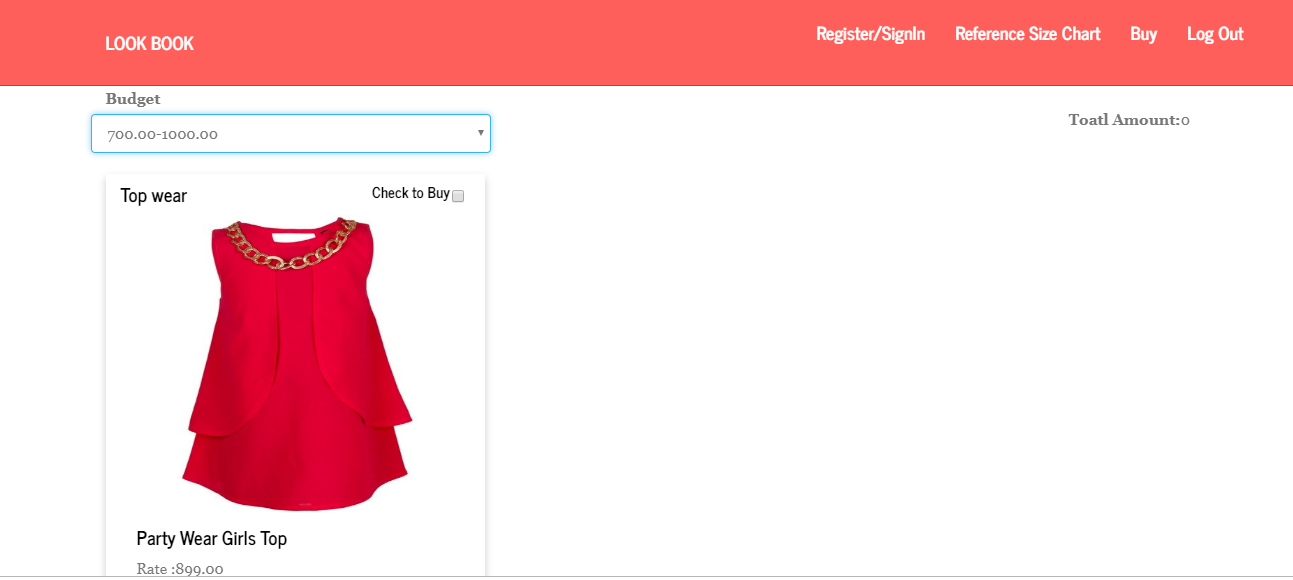 LOOK BOOK
Register/SignIn Reference Size Chart Buy Log Out
Budget
700.00-1000.00
Toatl Amount:0
Top wear
Check to Buy
Party Wear Girls Top
Rate :899.00